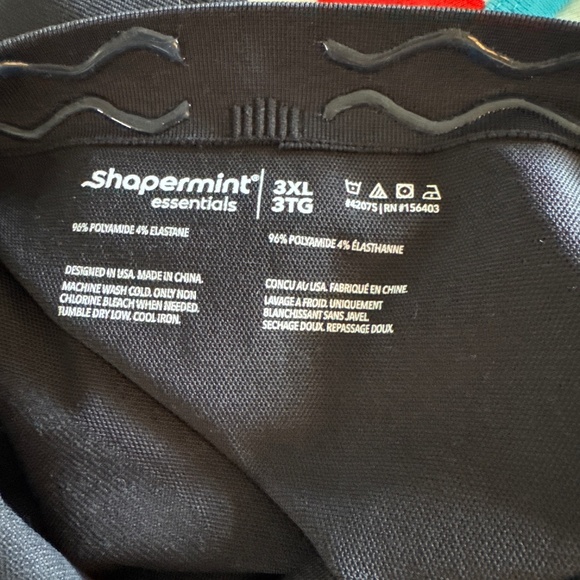 Shapermint®
essentials
3XL
3TG
#4207S | RN #156403
96% POLYAMIDE 4% ELASTANE
DESIGNED IN USA. MADE IN CHINA.
MACHINE WASH COLD. ONLY NON
CHLORINE BLEACH WHEN NEEDED.
TUMBLE DRY LOW, COOL IRON.
96% POLYAMIDE 4% ÉLASTHANNE
CONCU AU USA. FABRIQUÉ EN CHINE.
LAVAGE A FROID. UNIQUEMENT
BLANCHISSANT SANS JAVEL.
SECHAGE DOUX. REPASSAGE DOUX.